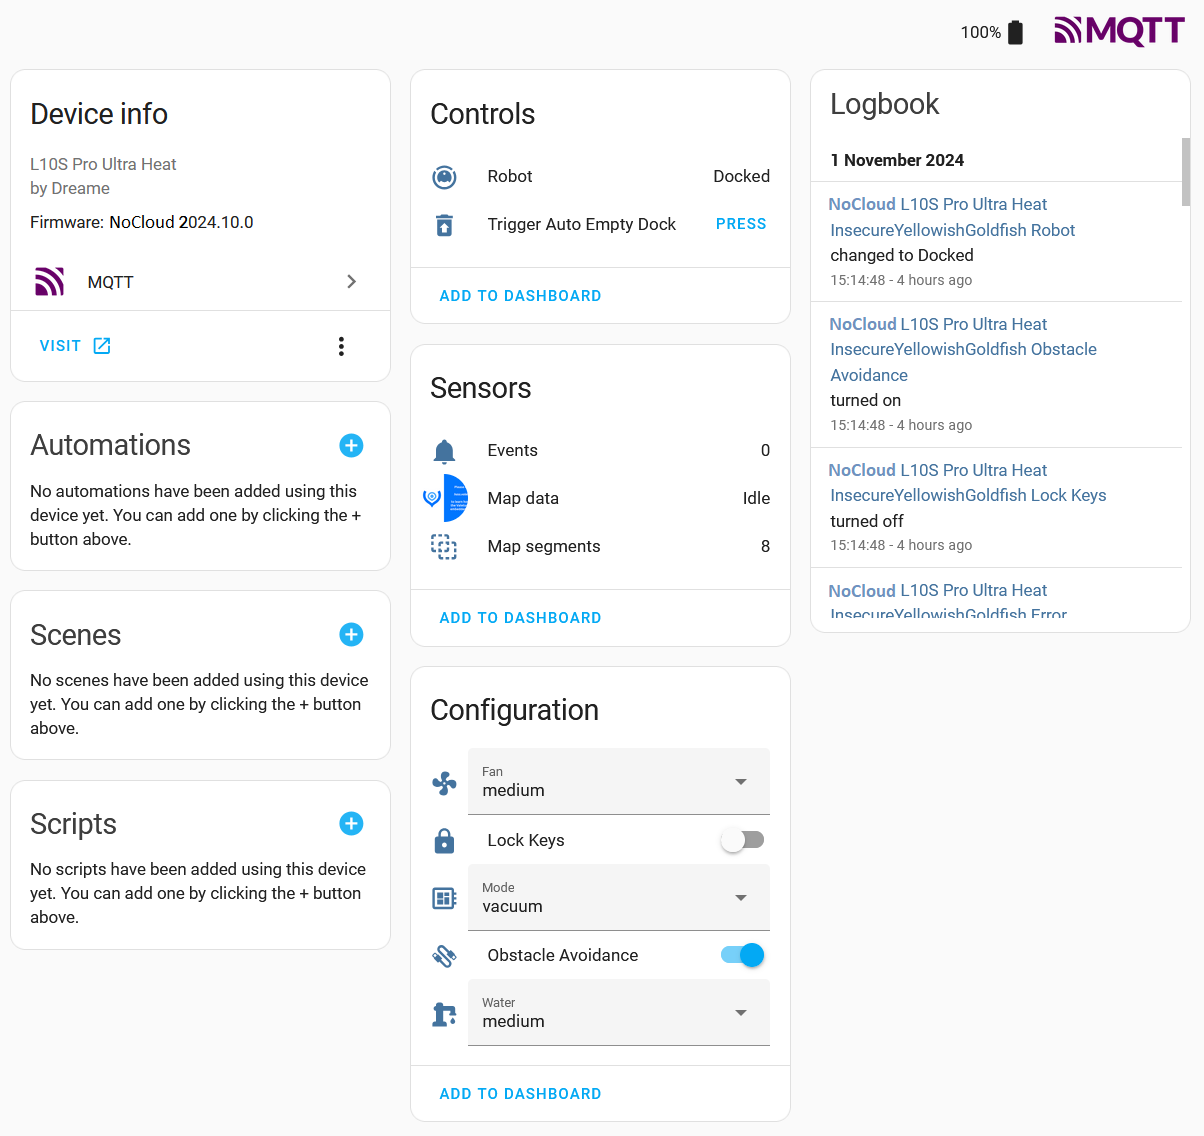 100%
MQTT
Device info
L10S Pro Ultra Heat
by Dreame
Firmware: NoCloud 2024.10.0
MQTT
VISIT
Automations
No automations have been added using this
device yet. You can add one by clicking the +
button above.
Scenes
No scenes have been added using this device
yet. You can add one by clicking the + button
above.
Scripts
No scripts have been added using this device
yet. You can add one by clicking the + button
above.
Controls
Robot Docked
Trigger Auto Empty Dock PRESS
ADD TO DASHBOARD
Sensors
Events 0
Map data Idle
Map segments 8
ADD TO DASHBOARD
Configuration
Fan
medium
Lock Keys
Mode
vacuum
Obstacle Avoidance
Water
medium
ADD TO DASHBOARD
Logbook
1 November 2024
NoCloud L10S Pro Ultra Heat
InsecureYellowishGoldfish Robot
changed to Docked
15:14:48 - 4 hours ago
NoCloud L10S Pro Ultra Heat
InsecureYellowishGoldfish Obstacle
Avoidance
turned on
15:14:48 - 4 hours ago
NoCloud L10S Pro Ultra Heat
InsecureYellowishGoldfish Lock Keys
turned off
15:14:48 - 4 hours ago
NoCloud L10S Pro Ultra Heat
InsecureYellowishGoldfish Error